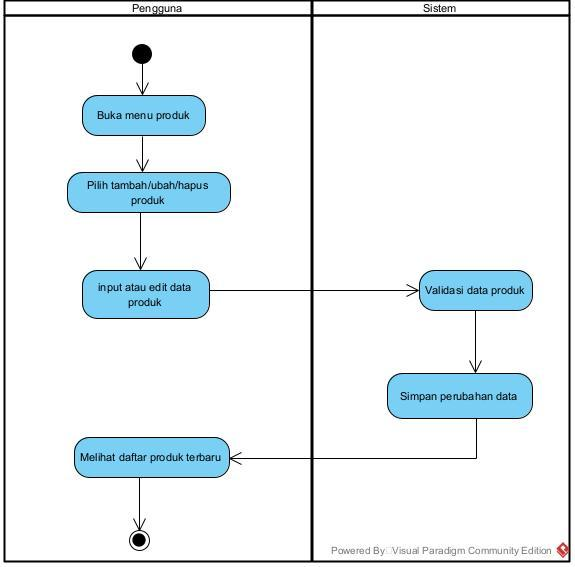 Pengguna
Sistem
Buka menu produk
Pilih tambah/ubah/hapus
produk
input atau edit data
produk
Validasi data produk
Simpan perubahan data
Melihat daftar produk terbaru
Powered By Visual Paradigm Community Edition